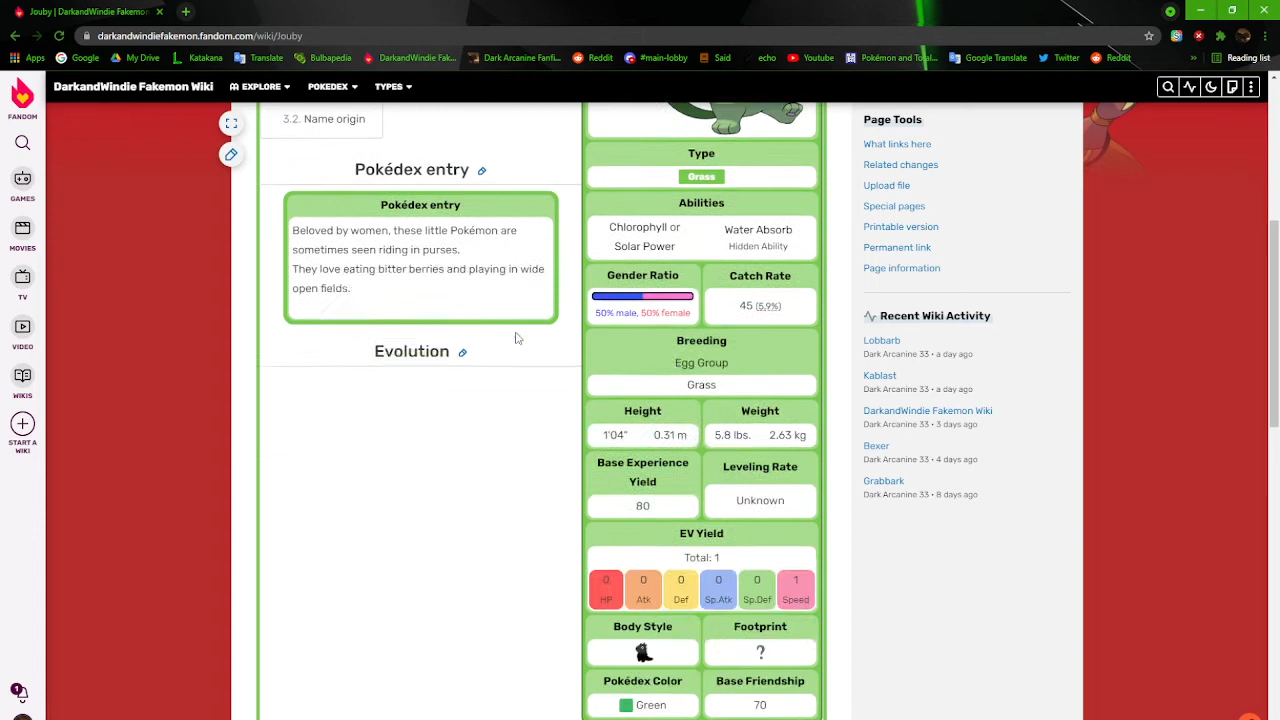 Jouby | DarkandWindie Fakemon
darkandwindiefakemon.fandom.com/wiki/Jouby
Apps
Google
My Drive
Katakana
Translate
Bulbapedia
DarkandWindie Fak...
Dark Arcanine Fanfi...
Reddit
#main-lobby
Said
echo
Youtube
Pokémon and Total...
Google Translate
Twitter
Reddit
»
Reading list
FANDOM
GAMES
MOVIES
TV
VIDEO
WIKIS
START A
WIKI
1
DarkandWindie Fakemon Wiki
EXPLORE
POKEDEX
TYPES
3.2. Name origin
Pokédex entry
Pokédex entry
Beloved by women, these little Pokémon are
sometimes seen riding in purses.
They love eating bitter berries and playing in wide
open fields.
Evolution
Type
Grass
Abilities
Chlorophyll or
Solar Power
Water Absorb
Hidden Ability
Gender Ratio
50% male, 50% female
Catch Rate
45 (5.9%)
Breeding
Egg Group
Grass
Height
1'04" 0.31 m
Weight
5.8 lbs. 2.63 kg
Base Experience
Yield
80
Leveling Rate
Unknown
EV Yield
Total: 1
0 0 0 0 0 1
HP Atk Def Sp.Atk Sp.Def Speed
Body Style
Footprint
?
Pokédex Color
Green
Base Friendship
70
Page Tools
What links here
Related changes
Upload file
Special pages
Printable version
Permanent link
Page information
Recent Wiki Activity
Lobbarb
Dark Arcanine 33 • a day ago
Kablast
Dark Arcanine 33 • a day ago
DarkandWindie Fakemon Wiki
Dark Arcanine 33 • 3 days ago
Bexer
Dark Arcanine 33 • 4 days ago
Grabbark
Dark Arcanine 33 • 8 days ago